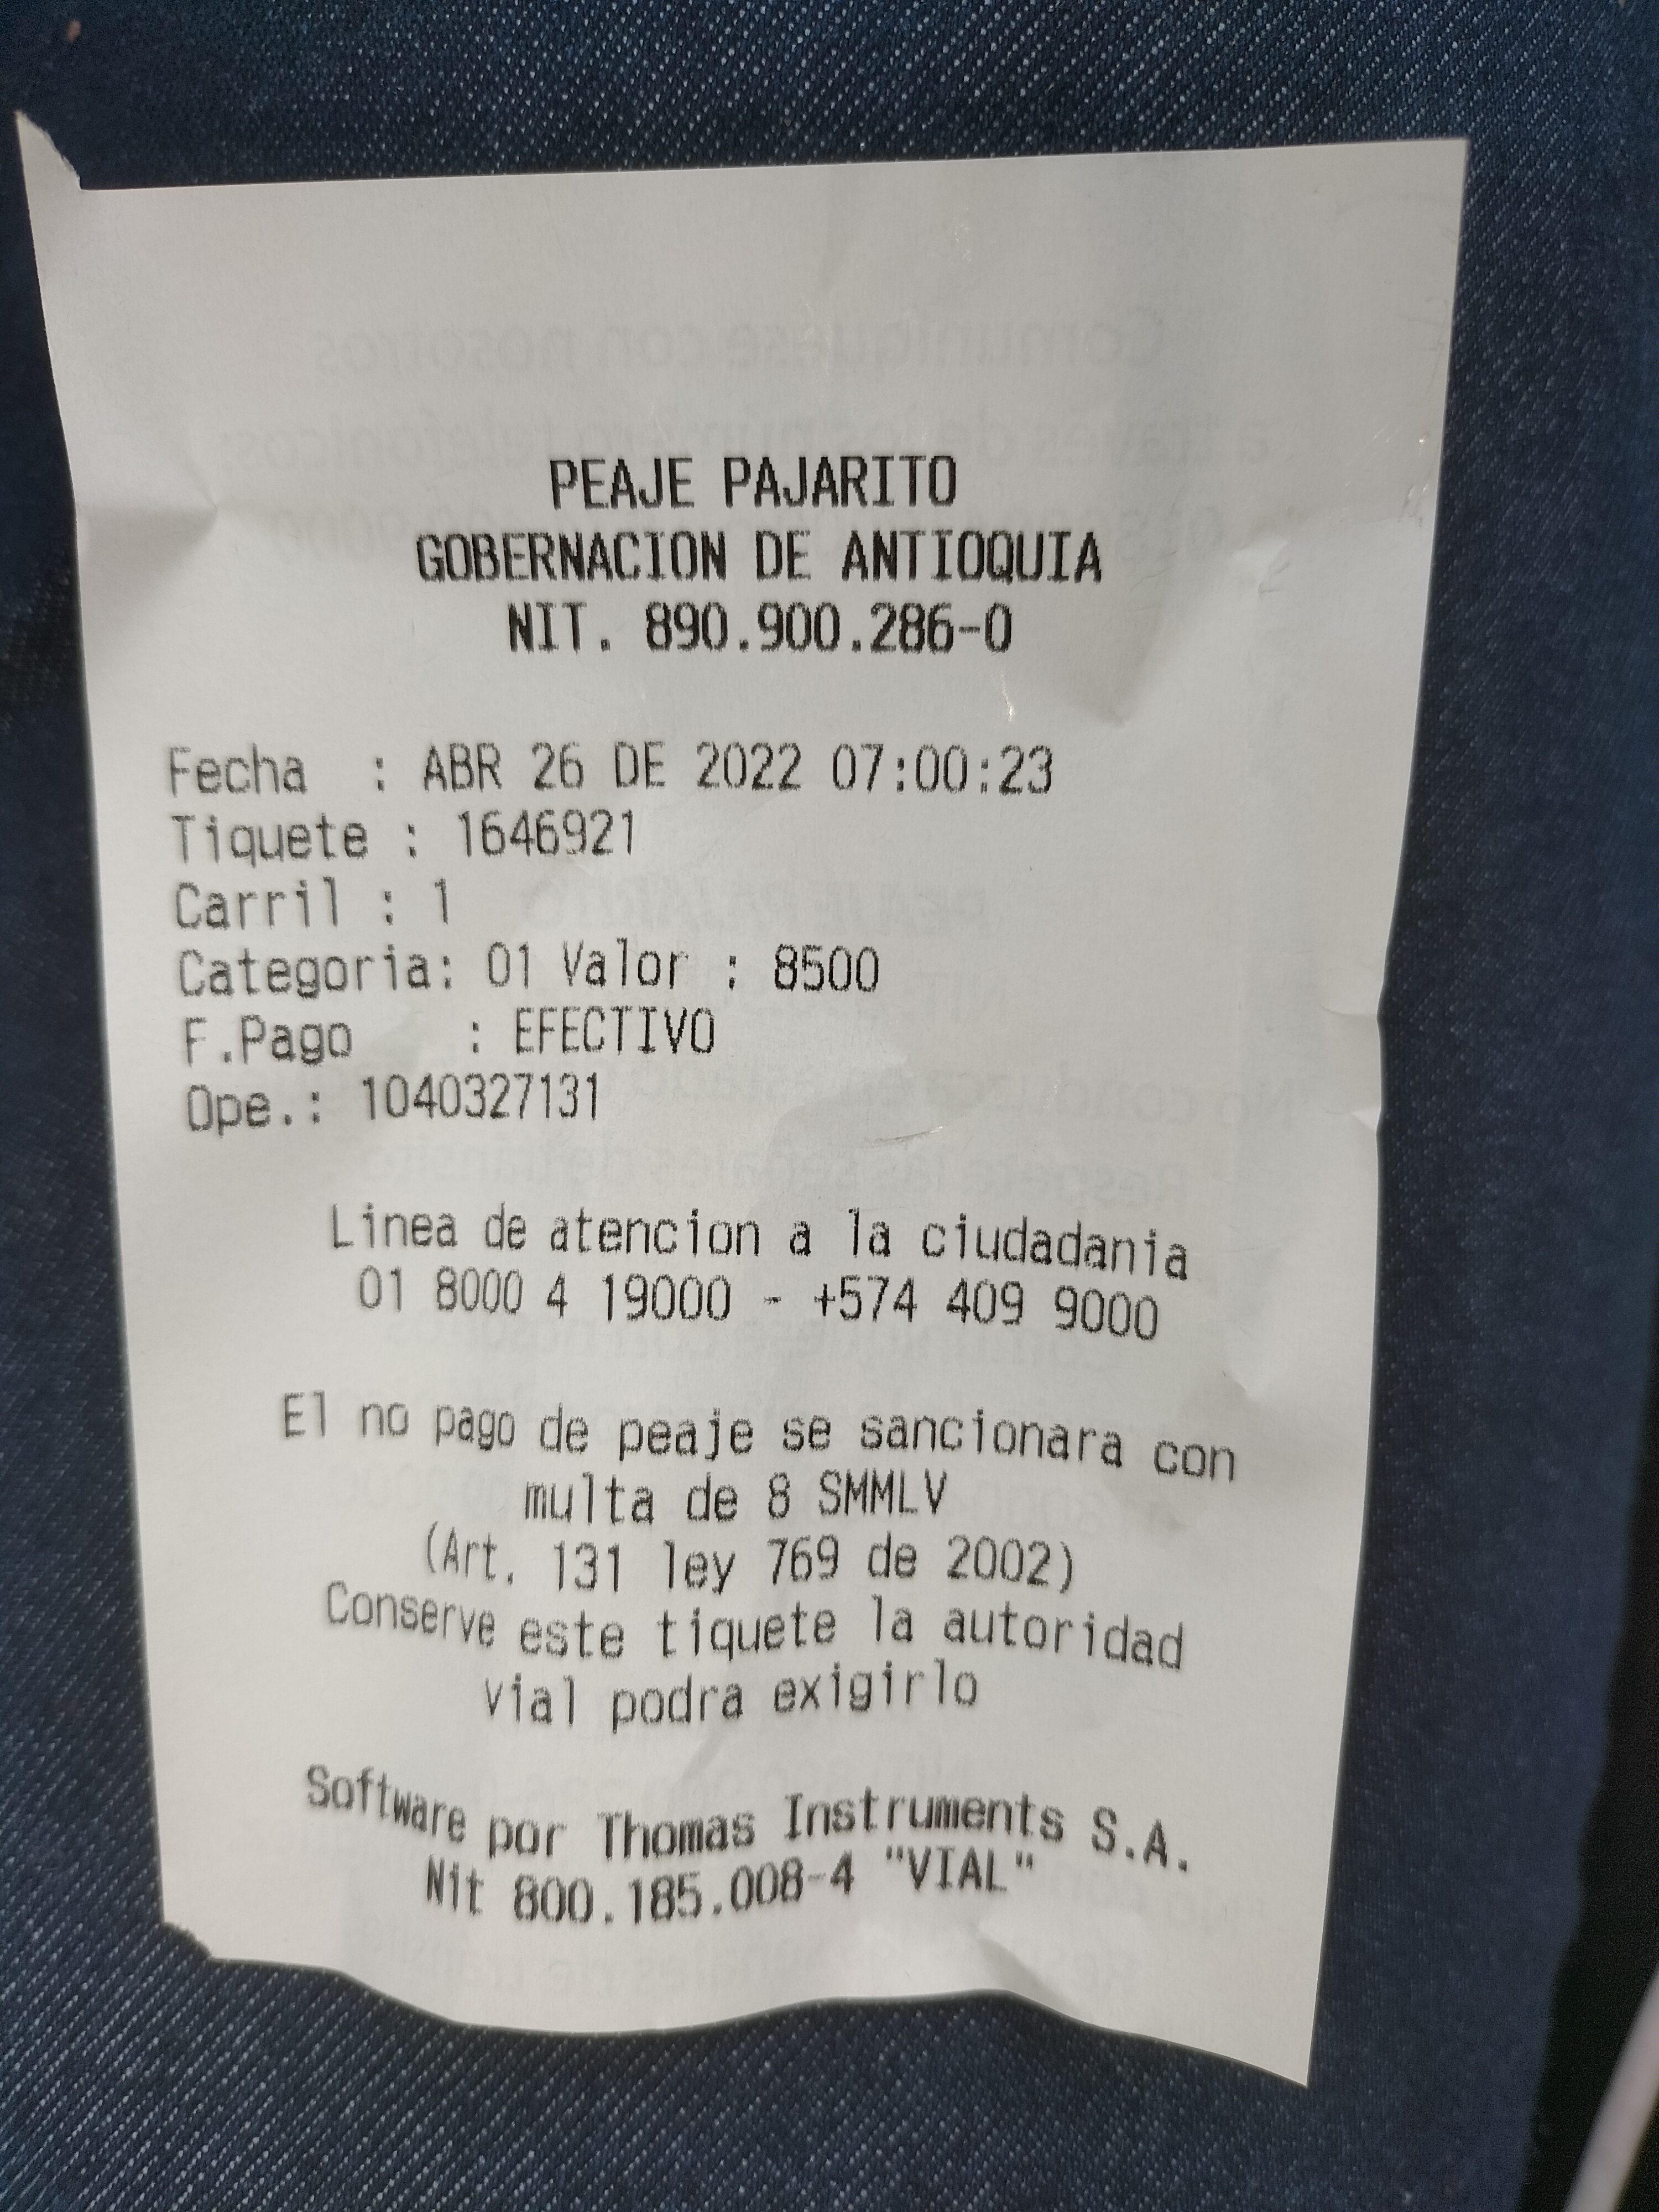 PEAJE PAJARITO
GOBERNACION DE ANTIOQUIA
NIT. 890.900.286-0
Fecha : ABR 26 DE 2022 07:00:23
Tiquete : 1646921
Carril : 1
Categoria: 01 Valor : 8500
F.Pago : EFECTIVO
Ope.: 1040327131
Linea de atencion a la ciudadania
01 8000 4 19000 - +574 409 9000
El no pago de peaje se sancionara con
multa de 8 SMMLV
(Art. 131 ley 769 de 2002)
Conserve este tiquete la autoridad
vial podra exigirlo
Software por Thomas Instruments S.A.
Nit 800.185.008-4 "VIAL"